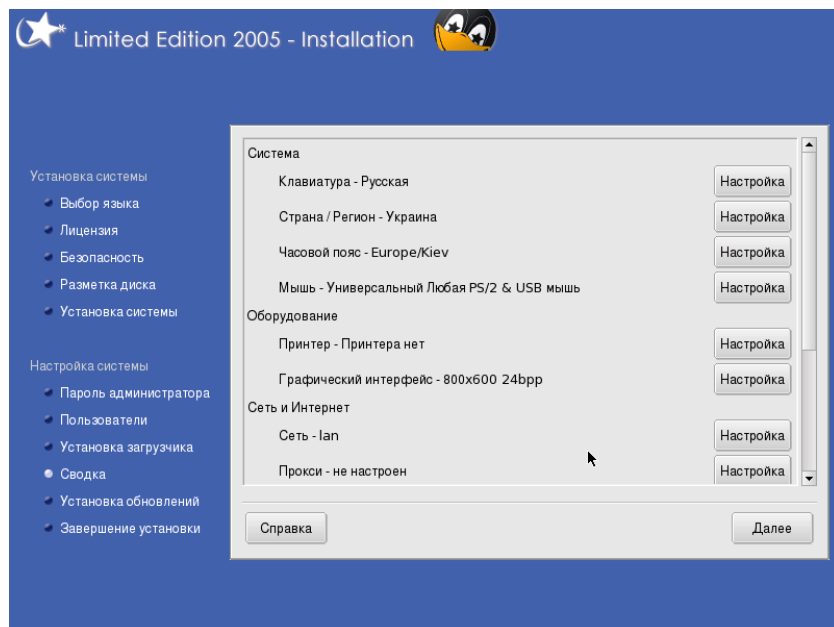 Limited Edition 2005 - Installation
Установка системы
Выбор языка
Лицензия
Безопасность
Разметка диска
Установка системы
Настройка системы
Пароль администратора
Пользователи
Установка загрузчика
Сводка
Установка обновлений
Завершение установки
Система
Клавиатура - Русская
Настройка
Страна / Регион - Украина
Настройка
Часовой пояс - Europe/Kiev
Настройка
Мышь - Универсальный Любая PS/2 & USB мышь
Настройка
Оборудование
Принтер - Принтера нет
Настройка
Графический интерфейс - 800x600 24bpp
Настройка
Сеть и Интернет
Сеть - lan
Настройка
Прокси - не настроен
Настройка
Справка
Далее